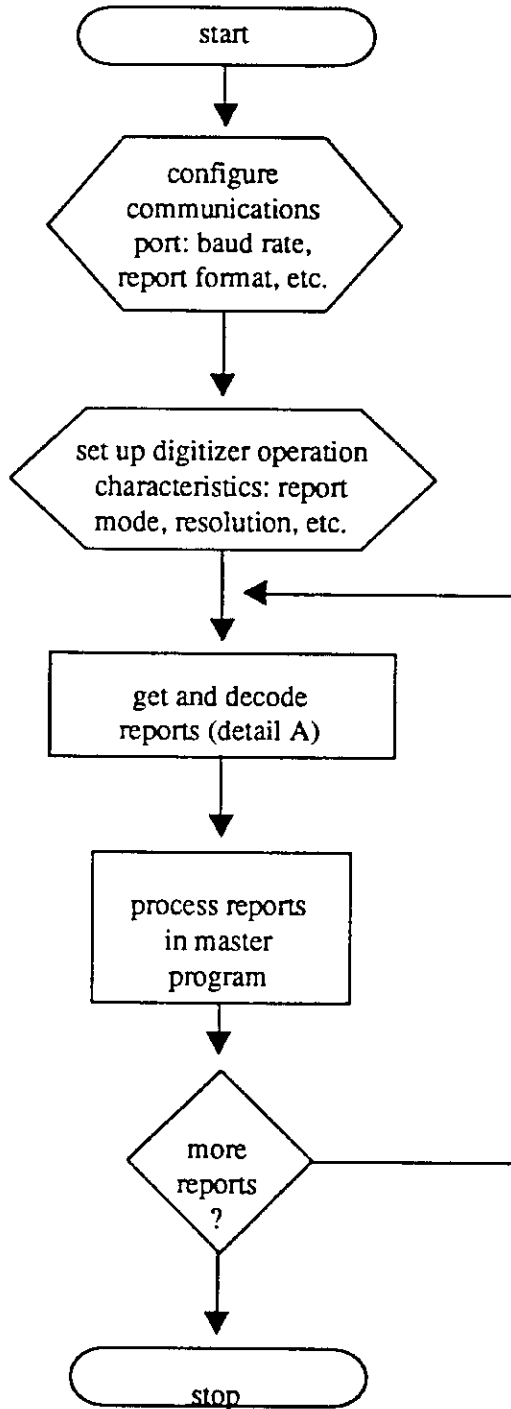 start
configure
communications
port: baud rate,
report format, etc.
set up digitizer operation
characteristics: report
mode, resolution, etc.
get and decode
reports (detail A)
process reports
in master
program
more
reports
?
stop